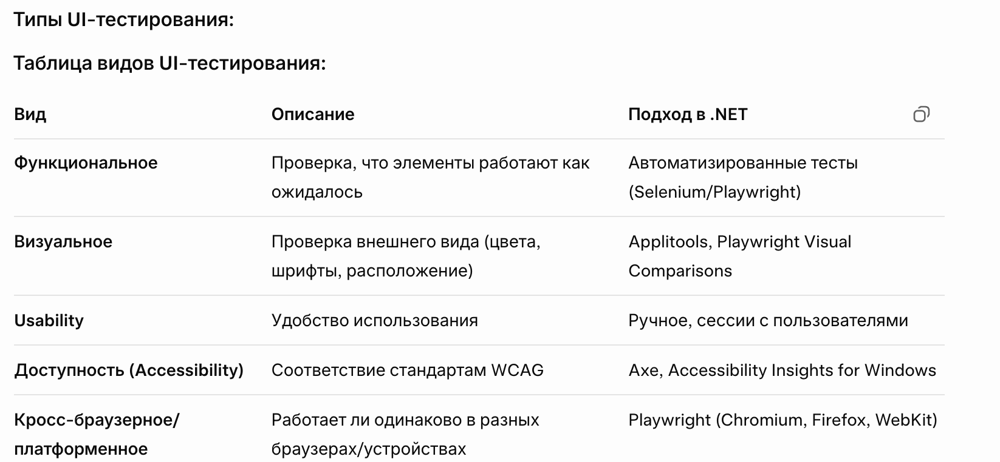 Типы UI-тестирования:
Таблица видов UI-тестирования:
Вид Описание Подход в .NET
Функциональное Проверка, что элементы работают как Автоматизированные тесты
ожидалось (Selenium/Playwright)
Визуальное Проверка внешнего вида (цвета, Applitools, Playwright Visual
шрифты, расположение) Comparisons
Usability Удобство использования Ручное, сессии с пользователями
Доступность (Accessibility) Соответствие стандартам WCAG Axe, Accessibility Insights for Windows
Кросс-браузерное/ Работает ли одинаково в разных Playwright (Chromium, Firefox, WebKit)
платформенное браузерах/устройствах